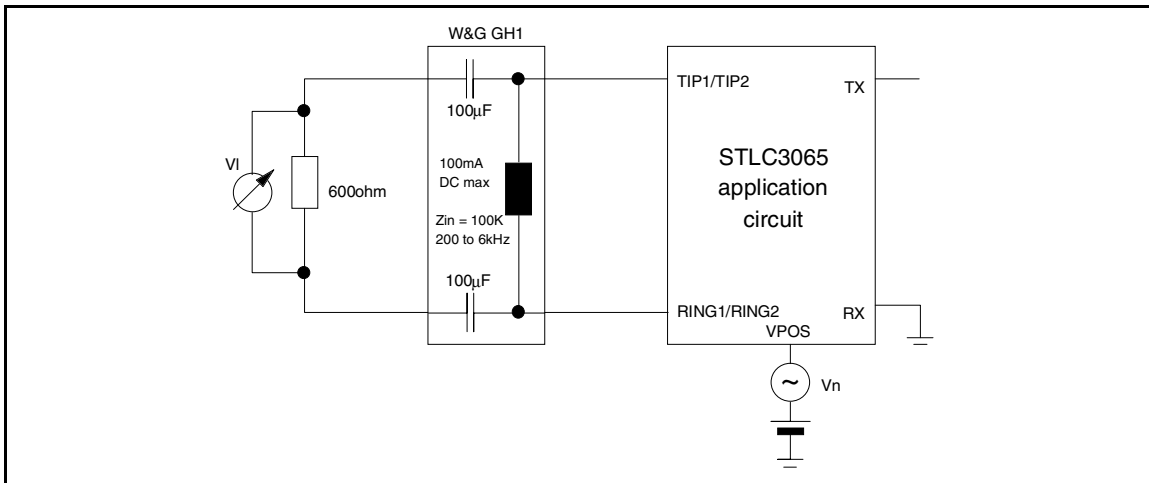 W&G GH1
TIP1/TIP2
TX
100μF
VI
100mA
DC max
STLC3065
application
circuit
600ohm
Zin = 100K
200 to 6kHz
100μF
RING1/RING2
RX
VPOS
~
Vn